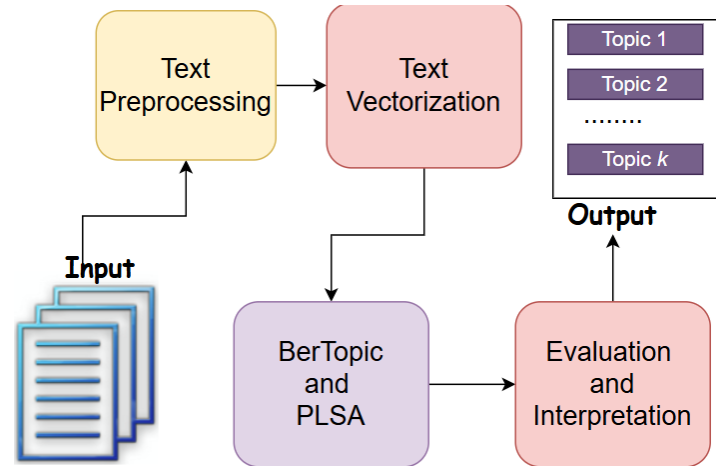 Text
Preprocessing
Text
Vectorization
Topic 1
Topic 2
........
Topic k
Output
Input
BerTopic
and
PLSA
Evaluation
and
Interpretation